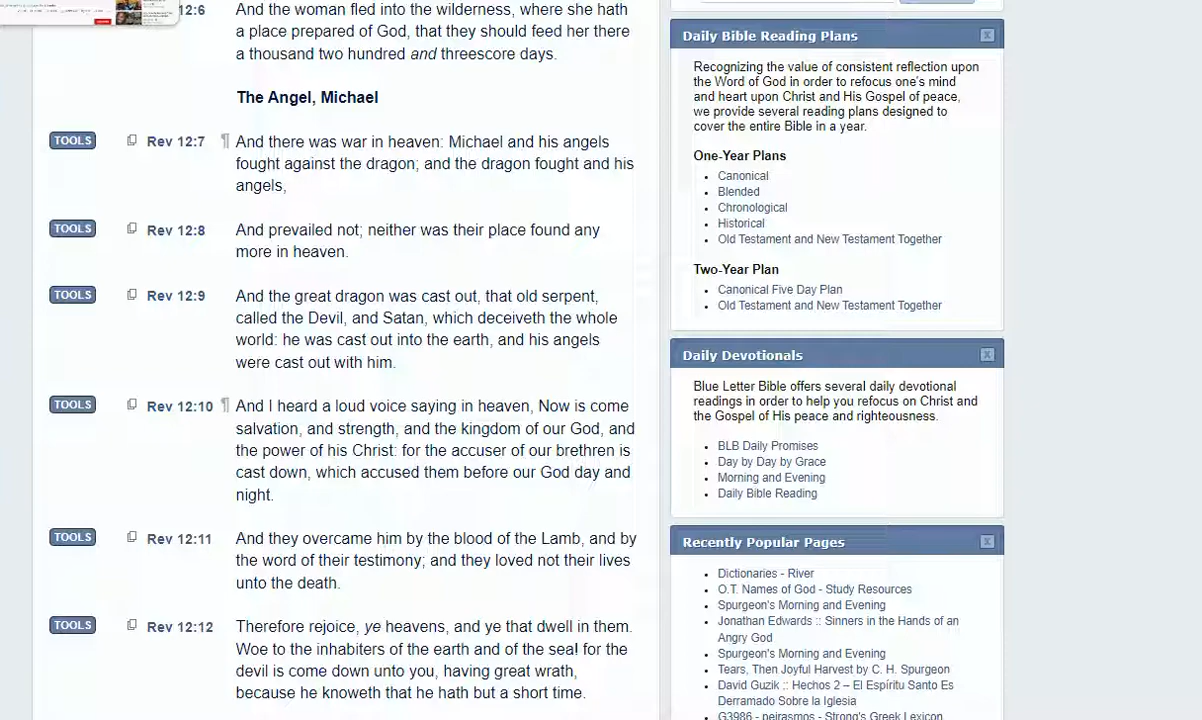 12:6
And the woman fled into the wilderness, where she hath
a place prepared of God, that they should feed her there
a thousand two hundred and threescore days.
The Angel, Michael
TOOLS Rev 12:7 ¶ And there was war in heaven: Michael and his angels
fought against the dragon; and the dragon fought and his
angels,
TOOLS Rev 12:8 And prevailed not; neither was their place found any
more in heaven.
TOOLS Rev 12:9 And the great dragon was cast out, that old serpent,
called the Devil, and Satan, which deceiveth the whole
world: he was cast out into the earth, and his angels
were cast out with him.
TOOLS Rev 12:10 ¶ And I heard a loud voice saying in heaven, Now is come
salvation, and strength, and the kingdom of our God, and
the power of his Christ: for the accuser of our brethren is
cast down, which accused them before our God day and
night.
TOOLS Rev 12:11 And they overcame him by the blood of the Lamb, and by
the word of their testimony; and they loved not their lives
unto the death.
TOOLS Rev 12:12 Therefore rejoice, ye heavens, and ye that dwell in them.
Woe to the inhabiters of the earth and of the sea! for the
devil is come down unto you, having great wrath,
because he knoweth that he hath but a short time.
Daily Bible Reading Plans
Recognizing the value of consistent reflection upon
the Word of God in order to refocus one's mind
and heart upon Christ and His Gospel of peace,
we provide several reading plans designed to
cover the entire Bible in a year.
One-Year Plans
Canonical
Blended
Chronological
Historical
Old Testament and New Testament Together
Two-Year Plan
Canonical Five Day Plan
Old Testament and New Testament Together
Daily Devotionals
Blue Letter Bible offers several daily devotional
readings in order to help you refocus on Christ and
the Gospel of His peace and righteousness.
BLB Daily Promises
Day by Day by Grace
Morning and Evening
Daily Bible Reading
Recently Popular Pages
Dictionaries - River
O.T. Names of God - Study Resources
Spurgeon's Morning and Evening
Jonathan Edwards :: Sinners in the Hands of an
Angry God
Spurgeon's Morning and Evening
Tears, Then Joyful Harvest by C. H. Spurgeon
David Guzik :: Hechos 2 – El Espíritu Santo Es
Derramado Sobre la Iglesia
G3986 - peirasmos - Strong's Greek Lexicon